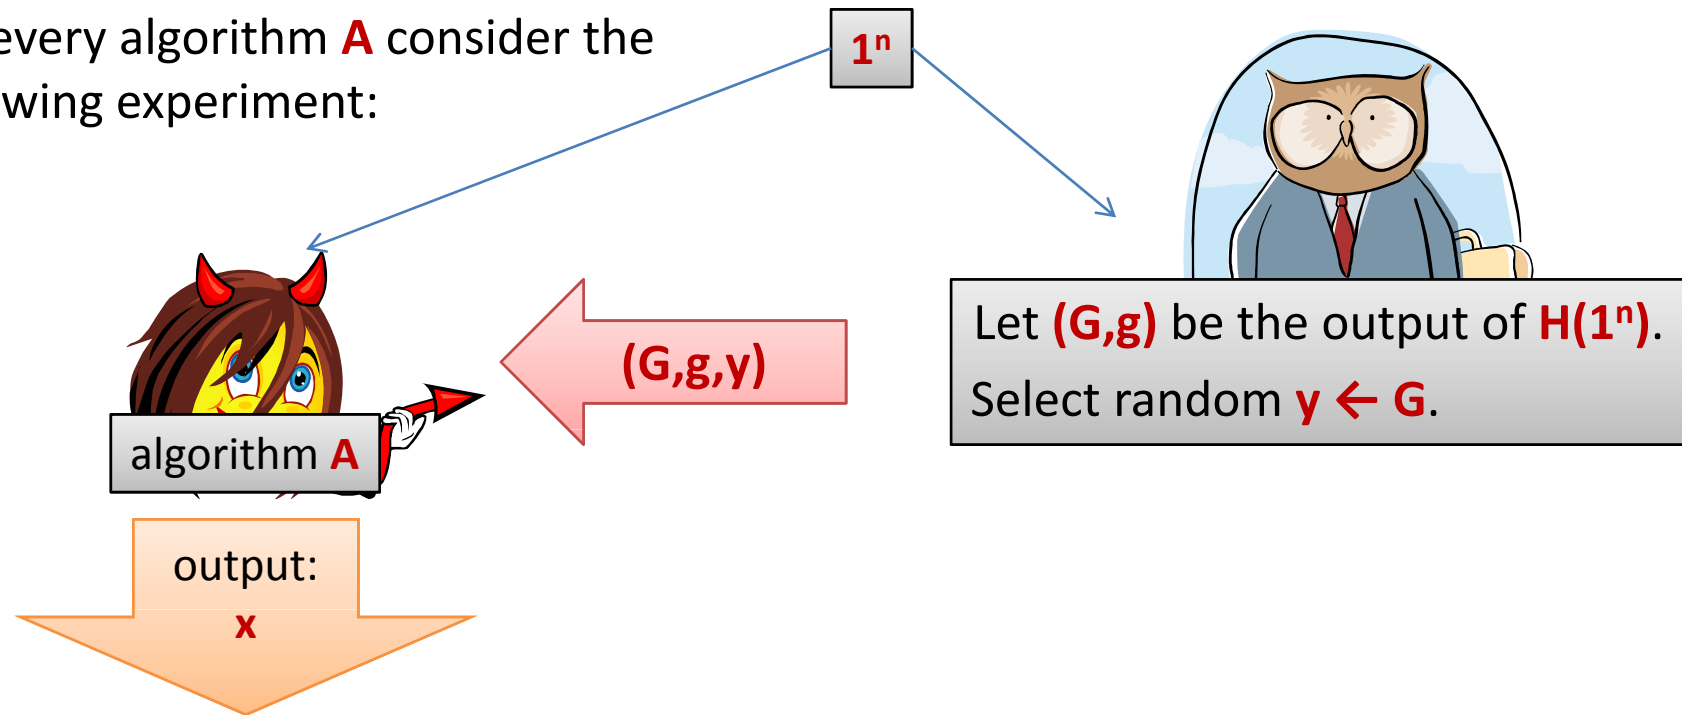 every algorithm A consider the
wing experiment:
1ⁿ
Let (G,g) be the output of H(1ⁿ).
(G,g,y)
Select random y ← G.
algorithm A
output:
x